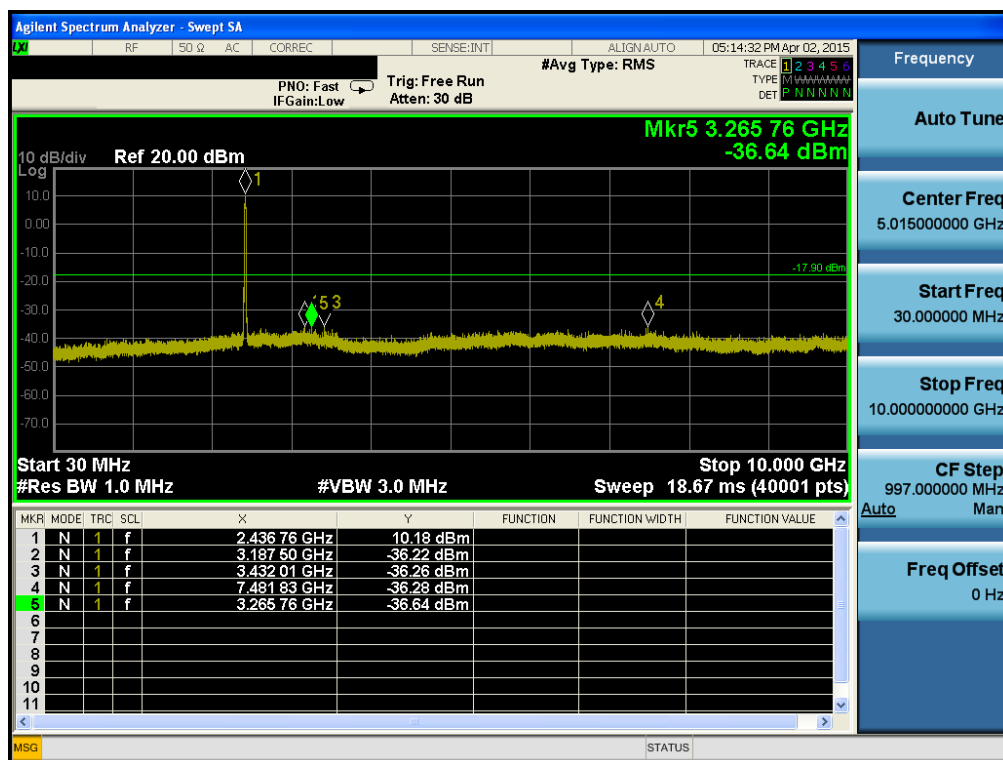 Agilent Spectrum Analyzer - Swept SA
LXI RF 50 Ω AC CORREC SENSE:INT ALIGN AUTO 05:14:32 PM Apr 02, 2015
#Avg Type: RMS
TRACE 1 2 3 4 5 6
TYPE M
DET P N N N N N
PNO: Fast
IFGain:Low
Trig: Free Run
Atten: 30 dB
Mkr5 3.265 76 GHz
-36.64 dBm
10 dB/div Ref 20.00 dBm
Log
10.0
0.00
-10.0
-20.0
-30.0
-40.0
-50.0
-60.0
-70.0
1
5 3
4
-17.90 dBm
Start 30 MHz Stop 10.000 GHz
#Res BW 1.0 MHz #VBW 3.0 MHz Sweep 18.67 ms (40001 pts)
MKR MODE TRC SCL X Y FUNCTION FUNCTION WIDTH FUNCTION VALUE
1 N 1 f 2.436 76 GHz 10.18 dBm
2 N 1 f 3.187 50 GHz -36.22 dBm
3 N 1 f 3.432 01 GHz -36.26 dBm
4 N 1 f 7.481 83 GHz -36.28 dBm
5 N 1 f 3.265 76 GHz -36.64 dBm
6
7
8
9
10
11
MSG STATUS
Frequency
Auto Tune
Center Freq
5.015000000 GHz
Start Freq
30.000000 MHz
Stop Freq
10.000000000 GHz
CF Step
997.000000 MHz
Auto Man
Freq Offset
0 Hz